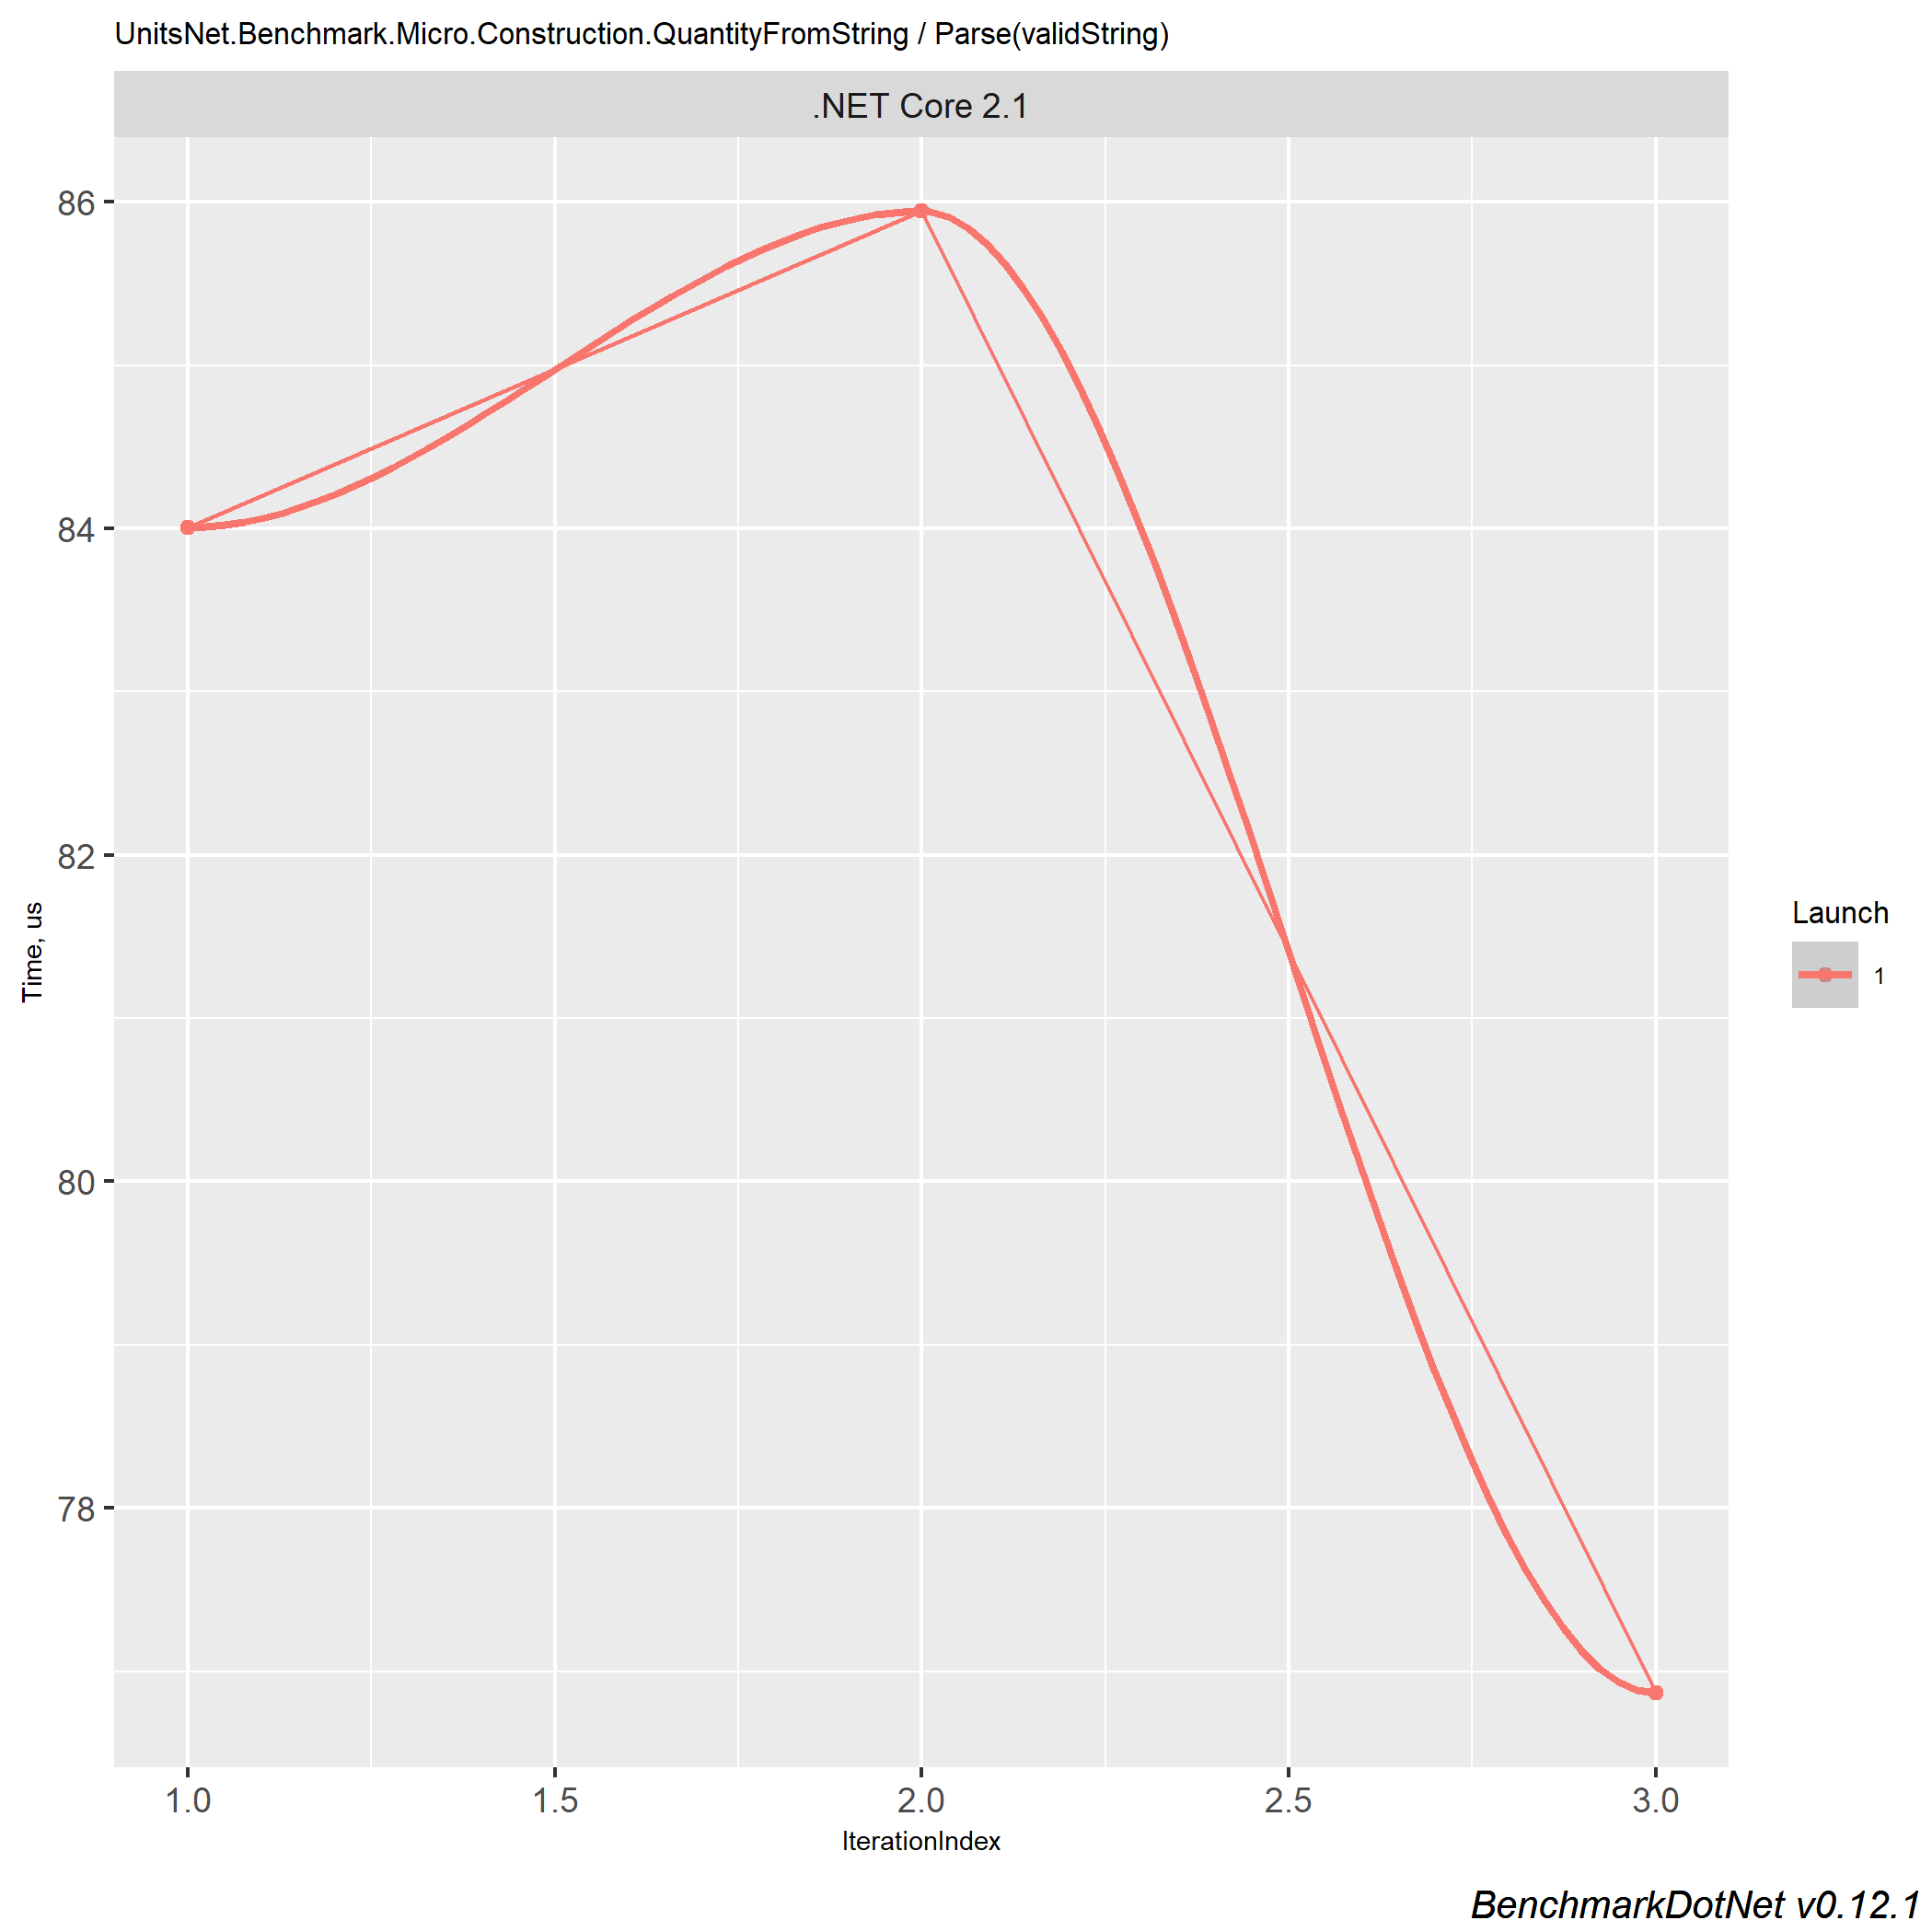 UnitsNet.Benchmark.Micro.Construction.QuantityFromString / Parse(validString)
.NET Core 2.1
86
84
82
80
78
Time, us
1.0 1.5 2.0 2.5 3.0
IterationIndex
Launch
1
BenchmarkDotNet v0.12.1